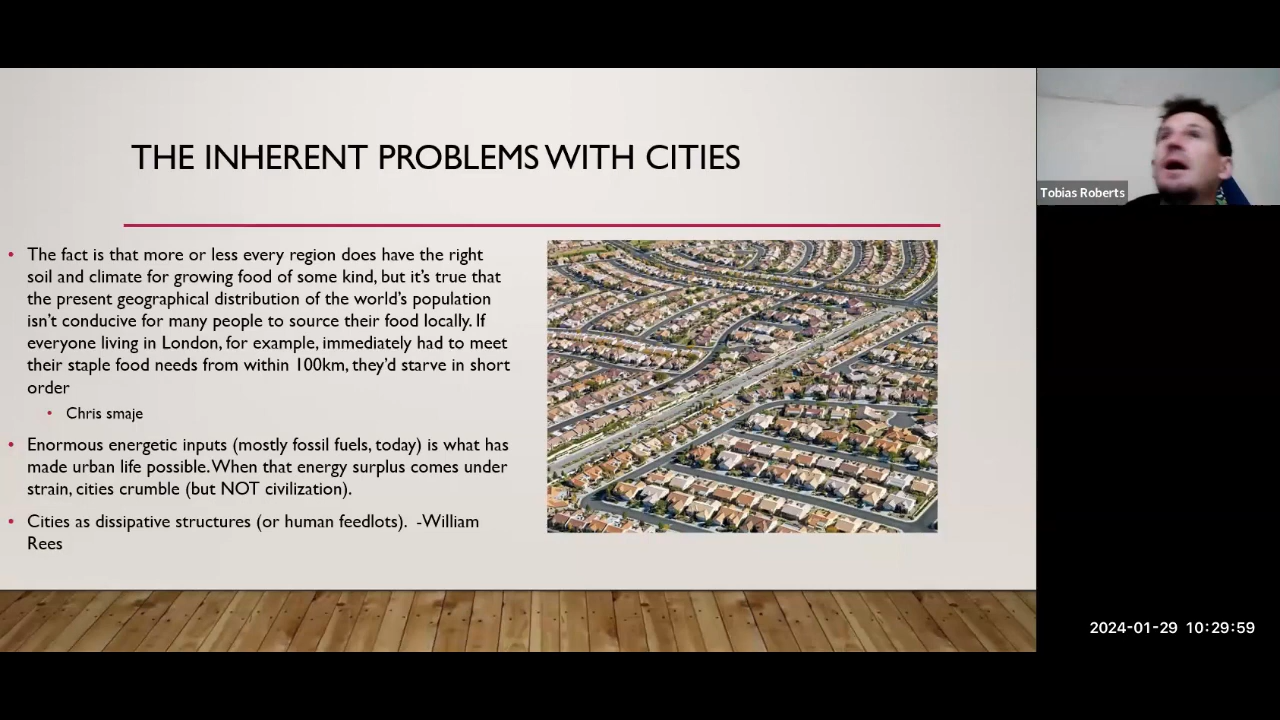 THE INHERENT PROBLEMS WITH CITIES
• The fact is that more or less every region does have the right
soil and climate for growing food of some kind, but it's true that
the present geographical distribution of the world's population
isn't conducive for many people to source their food locally. If
everyone living in London, for example, immediately had to meet
their staple food needs from within 100km, they'd starve in short
order
• Chris smaje
• Enormous energetic inputs (mostly fossil fuels, today) is what has
made urban life possible. When that energy surplus comes under
strain, cities crumble (but NOT civilization).
• Cities as dissipative structures (or human feedlots). -William
Rees
Tobias Roberts
2024-01-29 10:29:59